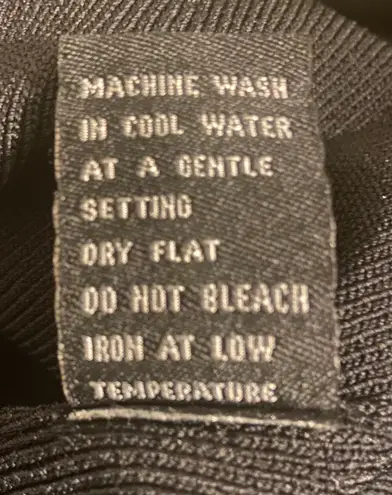 MACHINE WASH
IN COOL WATER
AT A GENTLE
SETTING
DRY FLAT
DO NOT BLEACH
IRON AT LOW
TEMPERATURE